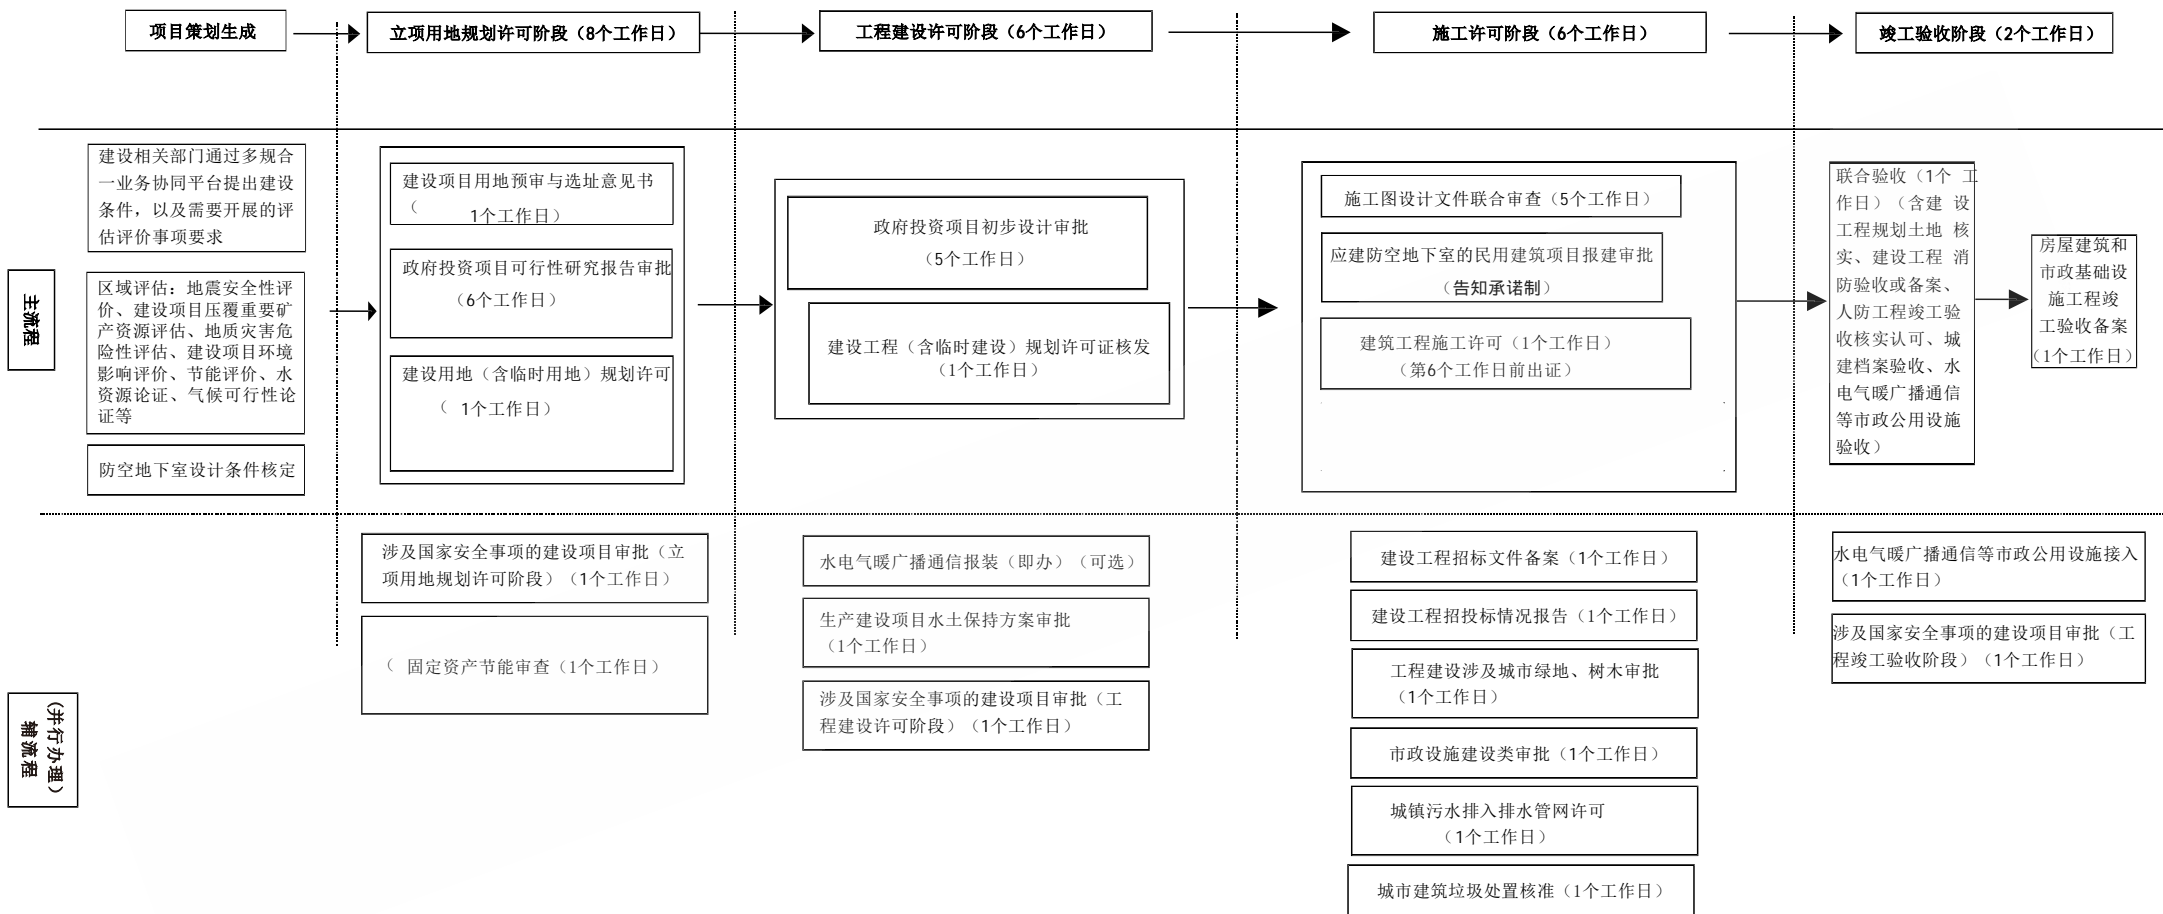 项目策划生成
立项用地规划许可阶段（8个工作日）
工程建设许可阶段（6个工作日）
施工许可阶段（6个工作日）
竣工验收阶段（2个工作日）
主流程
建设相关部门通过多规合
一业务协同平台提出建设
条件，以及需要开展的评
估评价事项要求
区域评估：地震安全性评
价、建设项目压覆重要矿
产资源评估、地质灾害危
险性评估、建设项目环境
影响评价、节能评价、水
资源论证、气候可行性论
证等
防空地下室设计条件核定
建设项目用地预审与选址意见书
（ 1个工作日）
政府投资项目可行性研究报告审批
（6个工作日）
建设用地（含临时用地）规划许可
（ 1个工作日）
政府投资项目初步设计审批
（5个工作日）
建设工程（含临时建设）规划许可证核发
（1个工作日）
施工图设计文件联合审查（5个工作日）
应建防空地下室的民用建筑项目报建审批
（告知承诺制）
建筑工程施工许可（1个工作日）
（第6个工作日前出证）
联合验收（1个 工
作日）（含建 设
工程规划土地 核
实、建设工程 消
防验收或备案、
人防工程竣工验
收核实认可、城
建档案验收、水
电气暖广播通信
等市政公用设施
验收）
房屋建筑和
市政基础设
施工程竣
工验收备案
（1个工作日）
（并行办理）
辅流程
涉及国家安全事项的建设项目审批（立
项用地规划许可阶段）（1个工作日）
（ 固定资产节能审查（1个工作日）
水电气暖广播通信报装（即办）（可选）
生产建设项目水土保持方案审批
（1个工作日）
涉及国家安全事项的建设项目审批（工
程建设许可阶段）（1个工作日）
建设工程招标文件备案（1个工作日）
建设工程招投标情况报告（1个工作日）
工程建设涉及城市绿地、树木审批
（1个工作日）
市政设施建设类审批（1个工作日）
城镇污水排入排水管网许可
（1个工作日）
城市建筑垃圾处置核准（1个工作日）
水电气暖广播通信等市政公用设施接入
（1个工作日）
涉及国家安全事项的建设项目审批（工
程竣工验收阶段）（1个工作日）